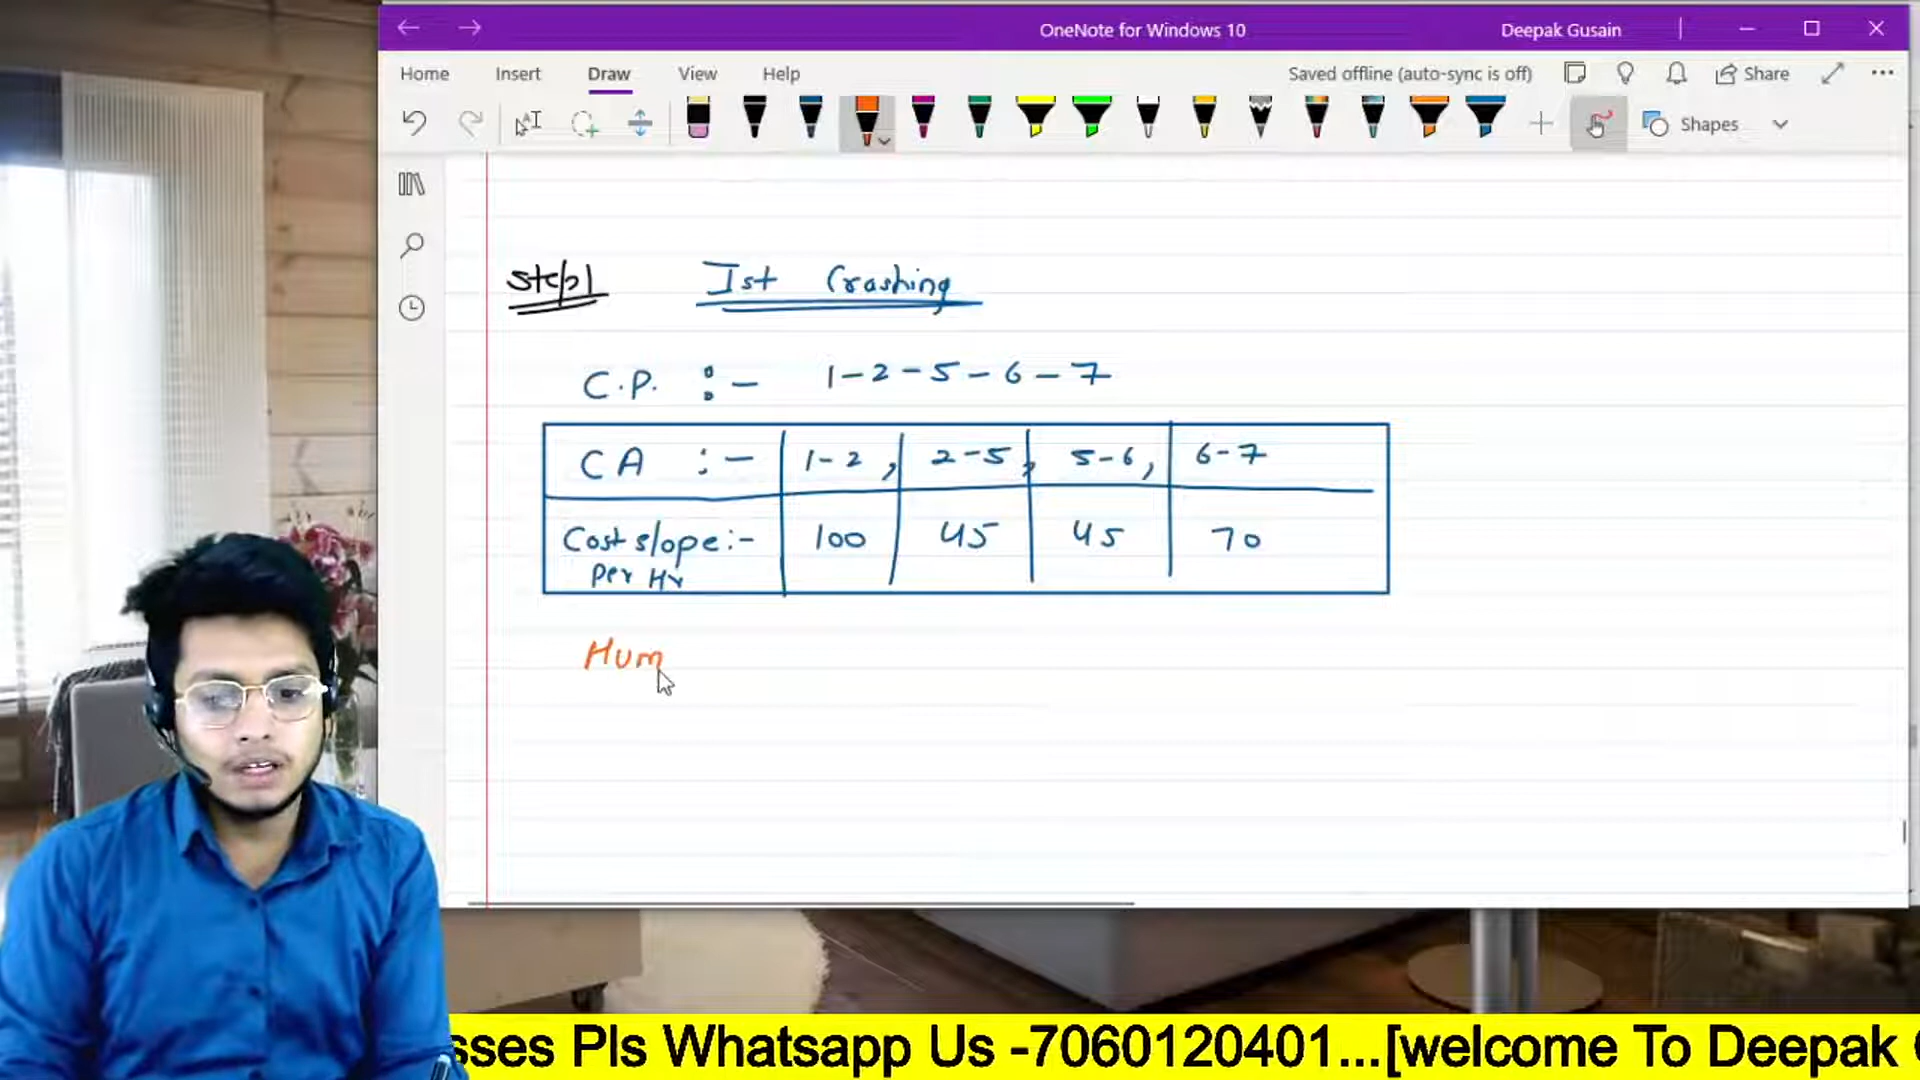 OneNote for Windows 10 Deepak Gusain
Home Insert Draw View Help Saved offline (auto-sync is off) Share
Shapes
Step1 Ist Crashing
C.P. :- 1-2-5-6-7
CA :- 1-2, 2-5, 5-6, 6-7
Cost slope:- 100 45 45 70
Per Hr
Hum
sses Pls Whatsapp Us -7060120401...[welcome To Deepak